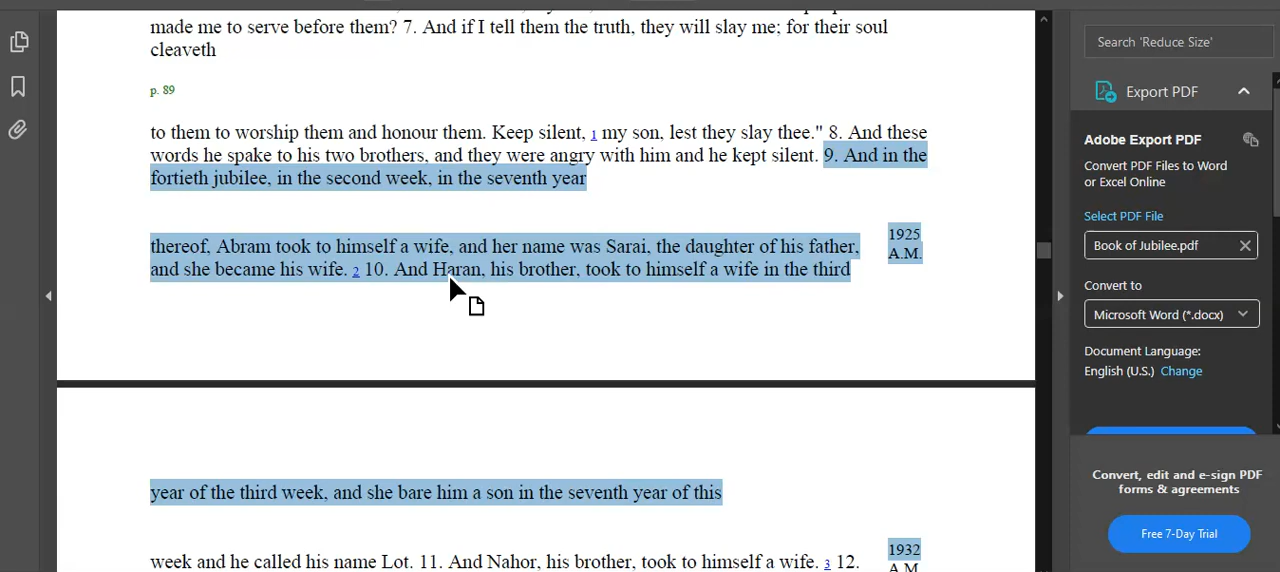 made me to serve before them? 7. And if I tell them the truth, they will slay me; for their soul
cleaveth
p. 89
to them to worship them and honour them. Keep silent, 1 my son, lest they slay thee." 8. And these
words he spake to his two brothers, and they were angry with him and he kept silent. 9. And in the
fortieth jubilee, in the second week, in the seventh year
thereof, Abram took to himself a wife, and her name was Sarai, the daughter of his father,
and she became his wife. 2 10. And Haran, his brother, took to himself a wife in the third
1925
A.M.
year of the third week, and she bare him a son in the seventh year of this
week and he called his name Lot. 11. And Nahor, his brother, took to himself a wife. 3 12.
1932
A.M.
Search 'Reduce Size'
Export PDF
Adobe Export PDF
Convert PDF Files to Word
or Excel Online
Select PDF File
Book of Jubilee.pdf
Convert to
Microsoft Word (*.docx)
Document Language:
English (U.S.) Change
Convert, edit and e-sign PDF
forms & agreements
Free 7-Day Trial